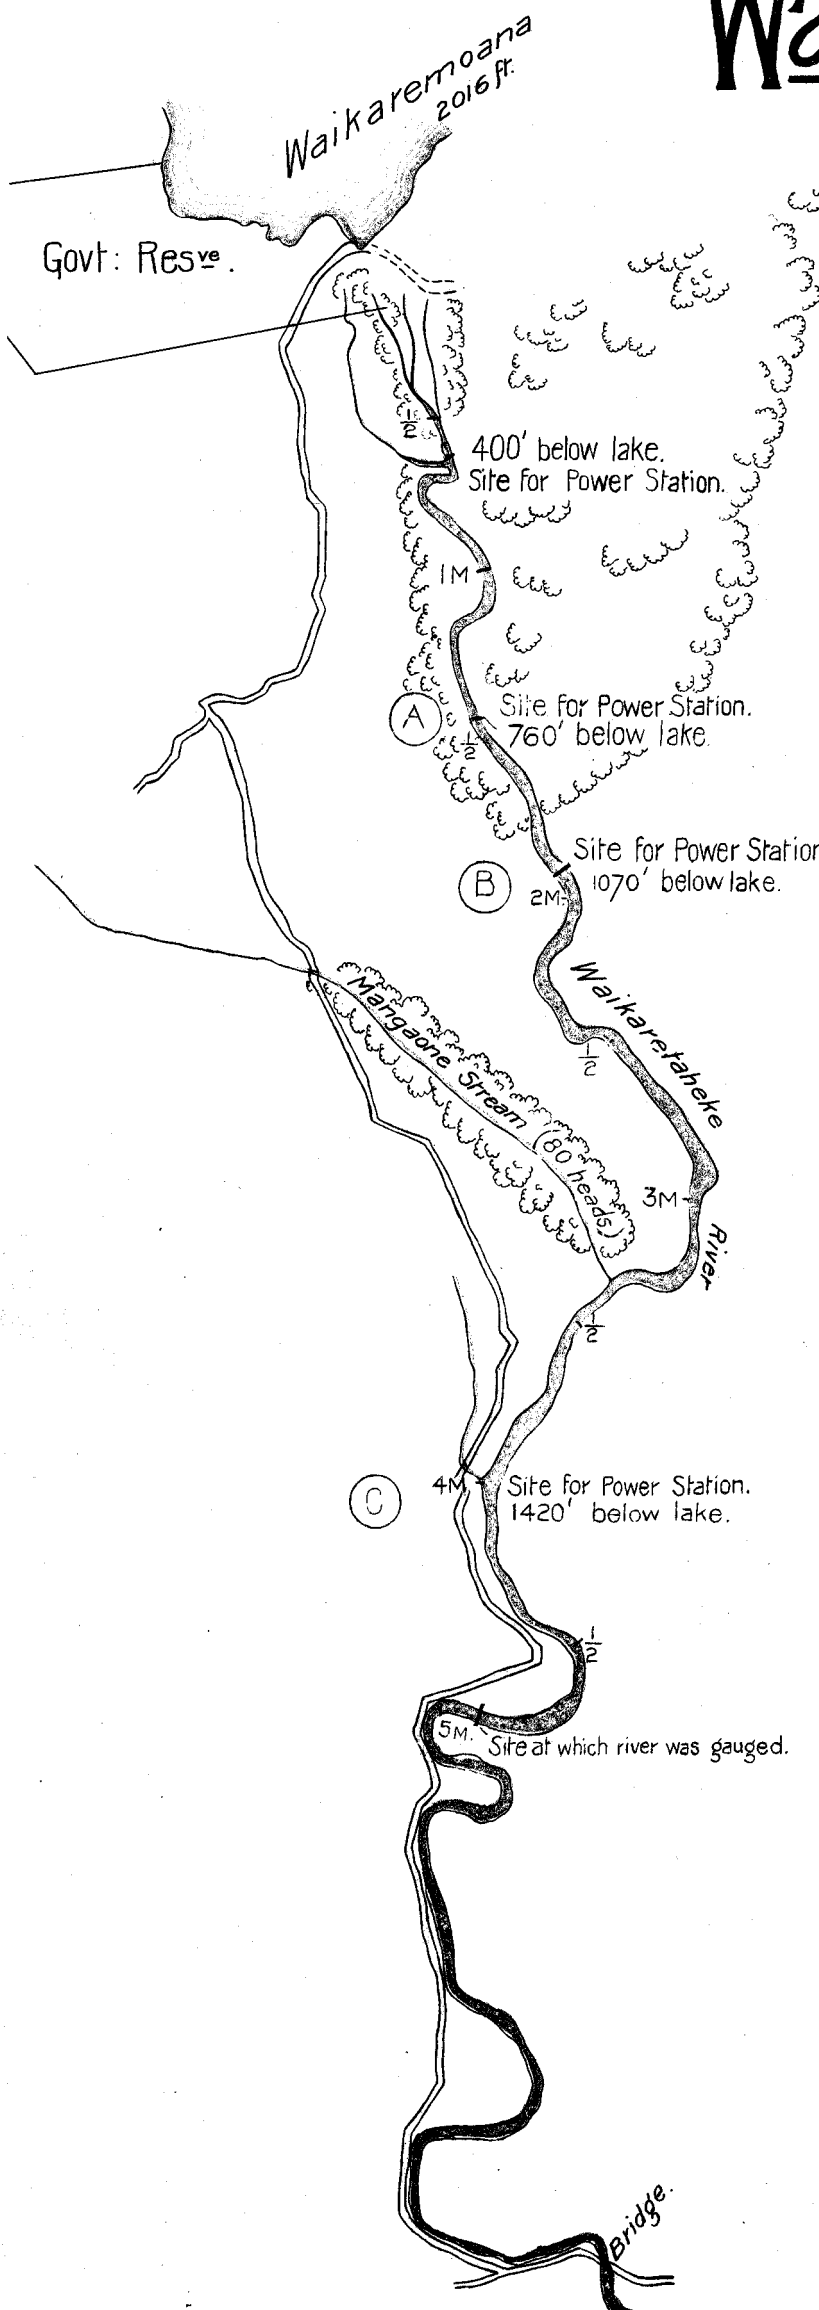 Waikaremoana
2016 ft.
Govt: Resve.
1/2
400' below lake.
Site for Power Station.
1M
A
Site for Power Station.
760' below lake.
1/2
B
Site for Power Station
1070' below lake.
2M.
Waikaretaheke
River
1/2
Mangaone Stream (80 heads.)
3M
1/2
C
4M
Site for Power Station.
1420' below lake.
1/2
5M.
Site at which river was gauged.
Bridge.